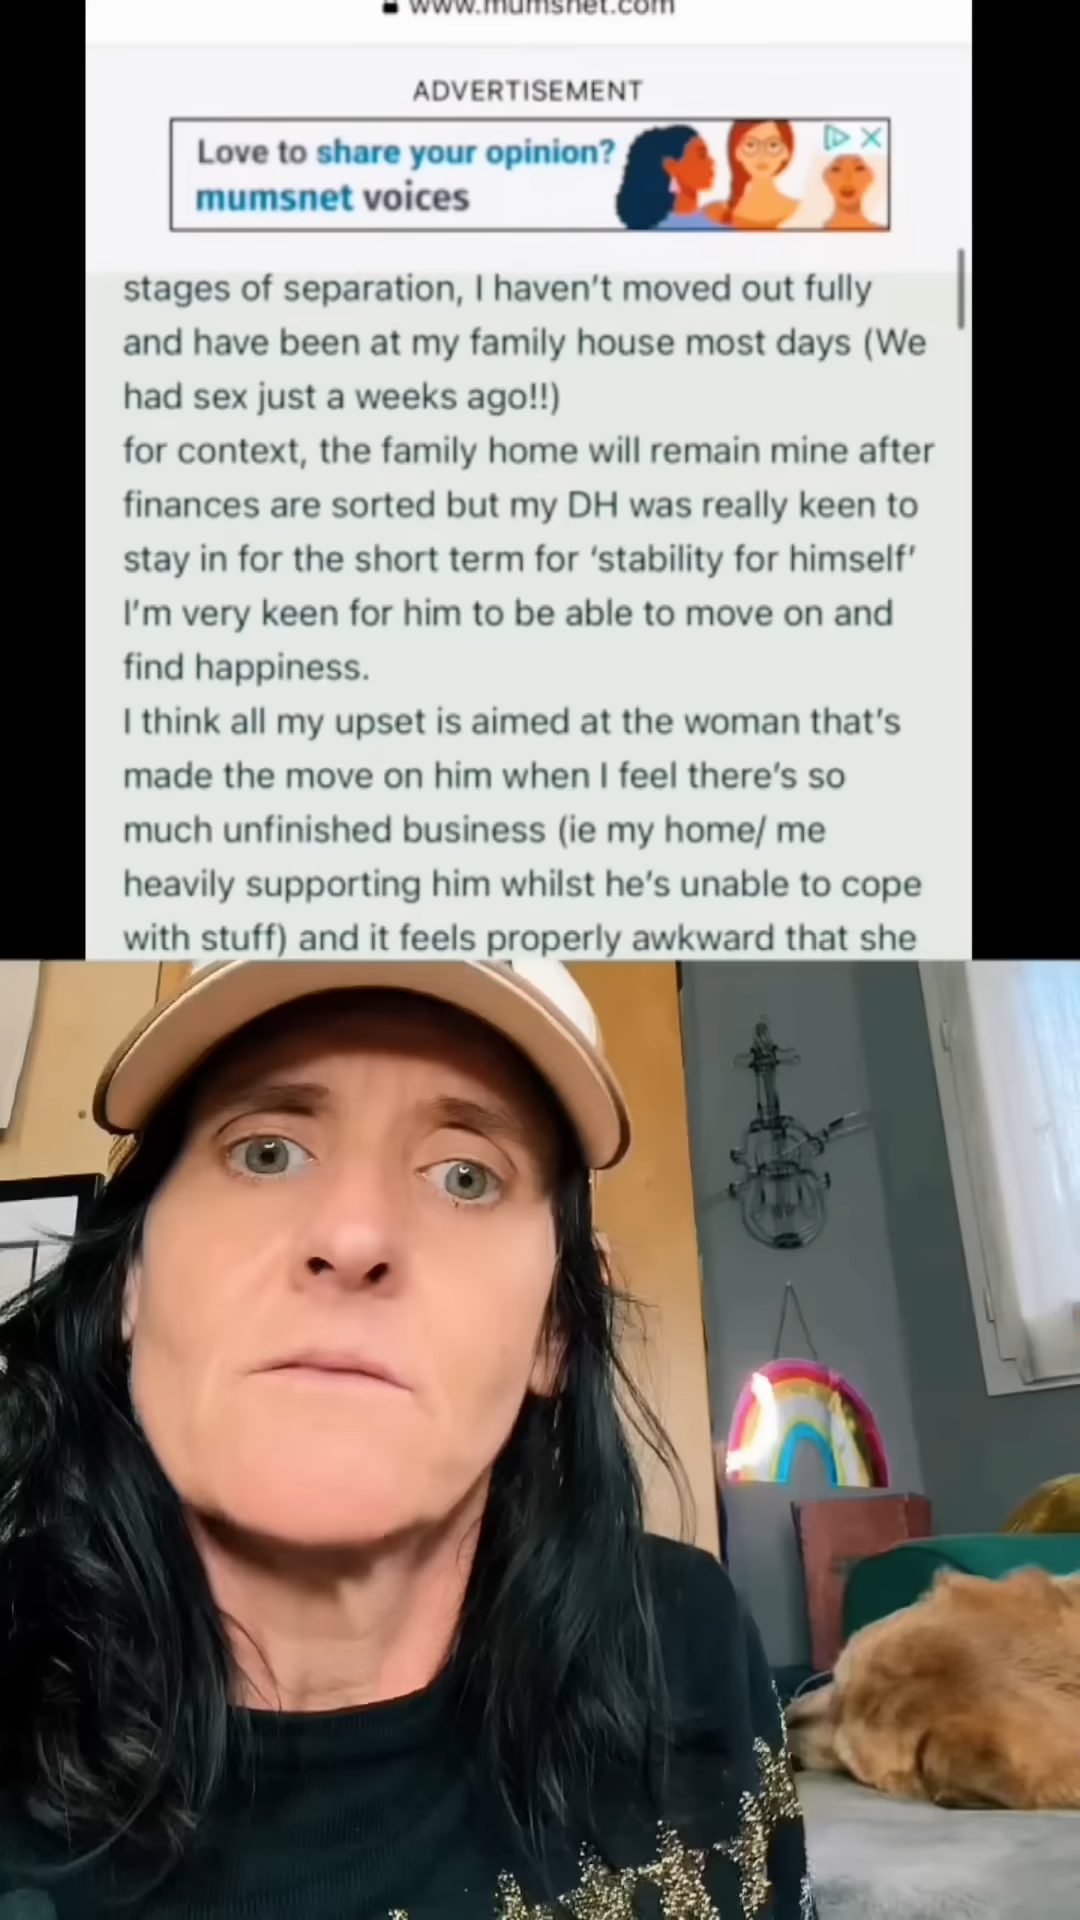 www.mumsnet.com
ADVERTISEMENT
Love to share your opinion?
mumsnet voices
stages of separation, I haven't moved out fully
and have been at my family house most days (We
had sex just a weeks ago!!)
for context, the family home will remain mine after
finances are sorted but my DH was really keen to
stay in for the short term for ‘stability for himself’
I'm very keen for him to be able to move on and
find happiness.
I think all my upset is aimed at the woman that's
made the move on him when I feel there's so
much unfinished business (ie my home/ me
heavily supporting him whilst he's unable to cope
with stuff) and it feels properly awkward that she